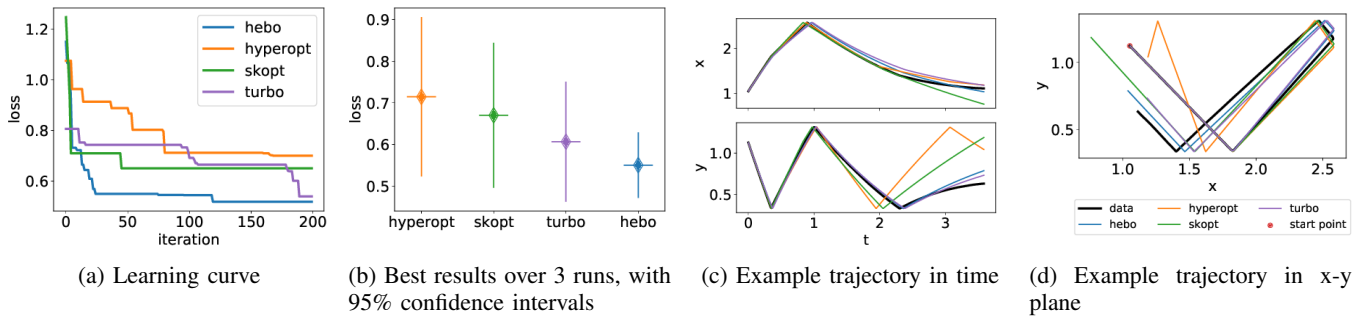 1.2
1.0
0.8
0.6
loss
0
50
100
150
200
iteration
hebo
hyperopt
skopt
turbo
(a) Learning curve
0.9
0.8
0.7
0.6
0.5
loss
hyperopt
skopt
turbo
hebo
(b) Best results over 3 runs, with
95% confidence intervals
2
1
x
1.0
0.5
y
0
1
2
3
t
(c) Example trajectory in time
1.0
0.5
y
1.0
1.5
2.0
2.5
x
data
hyperopt
turbo
hebo
skopt
start point
(d) Example trajectory in x-y
plane